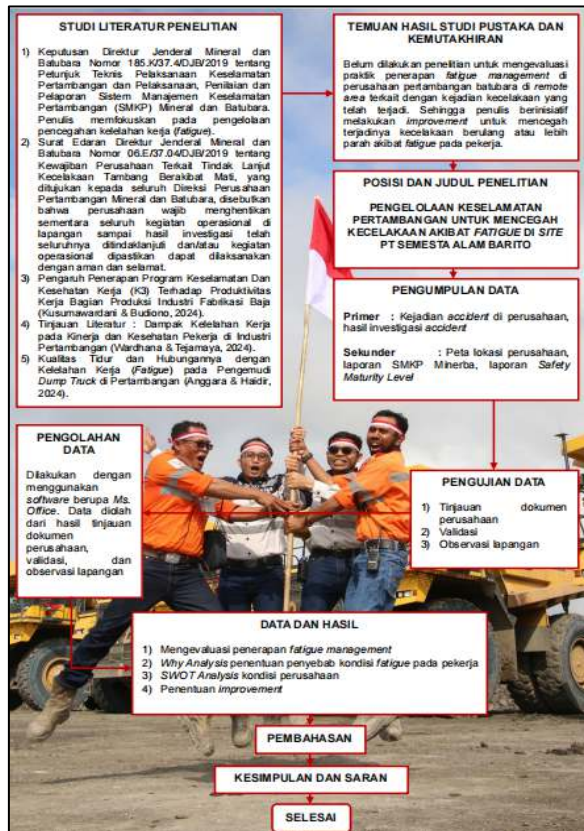 STUDI LITERATUR PENELITIAN
1) Keputusan Direktur Jenderal Mineral dan
Batubara Nomor 185.K/37.4/DJB/2019 tentang
Petunjuk Teknis Pelaksanaan Keselamatan
Pertambangan dan Pelaksanaan, Penilaian dan
Pelaporan Sistem Manajemen Keselamatan
Pertambangan (SMKP) Mineral dan Batubara.
Penulis memfokuskan pada pengelolaan
pencegahan kelelahan kerja (fatigue).
2) Surat Edaran Direktur Jenderal Mineral dan
Batubara Nomor 06.E/37.04/DJB/2019 tentang
Kewajiban Perusahaan Terkait Tindak Lanjut
Kecelakaan Tambang Berakibat Mati, yang
ditujukan kepada seluruh Direksi Perusahaan
Pertambangan Mineral dan Batubara, disebutkan
bahwa perusahaan wajib menghentikan
sementara seluruh kegiatan operasional di
lapangan sampai hasil investigasi telah
seluruhnya ditindaklanjuti dan/atau kegiatan
operasional dipastikan dapat dilaksanakan
dengan aman dan selamat.
3) Pengaruh Penerapan Program Keselamatan Dan
Kesehatan Kerja (K3) Terhadap Produktivitas
Kerja Bagian Produksi Industri Fabrikasi Baja
(Kusumawardani & Budiono, 2024).
4) Tinjauan Literatur : Dampak Kelelahan Kerja
pada Kinerja dan Kesehatan Pekerja di Industri
Pertambangan (Wardhana & Tejamaya, 2024).
5) Kualitas Tidur dan Hubungannya dengan
Kelelahan Kerja (Fatigue) pada Pengemudi
Dump Truck di Pertambangan (Anggara & Haidir,
2024).
TEMUAN HASIL STUDI PUSTAKA DAN
KEMUTAKHIRAN
Belum dilakukan penelitian untuk mengevaluasi
praktik penerapan fatigue management di
perusahaan pertambangan batubara di remote
area terkait dengan kejadian kecelakaan yang
telah terjadi. Sehingga penulis berinisiatif
melakukan improvement untuk mencegah
terjadinya kecelakaan berulang atau lebih
parah akibat fatigue pada pekerja.
POSISI DAN JUDUL PENELITIAN
PENGELOLAAN KESELAMATAN
PERTAMBANGAN UNTUK MENCEGAH
KECELAKAAN AKIBAT FATIGUE DI SITE
PT SEMESTA ALAM BARITO
PENGUMPULAN DATA
Primer : Kejadian accident di perusahaan,
hasil investigasi accident
Sekunder : Peta lokasi perusahaan,
laporan SMKP Minerba, laporan Safety
Maturity Level
PENGUJIAN DATA
1) Tinjauan dokumen
perusahaan
2) Validasi
3) Observasi lapangan
PENGOLAHAN
DATA
Dilakukan dengan
menggunakan
software berupa Ms.
Office. Data diolah
dari hasil tinjauan
dokumen
perusahaan,
validasi, dan
observasi lapangan
DATA DAN HASIL
1) Mengevaluasi penerapan fatigue management
2) Why Analysis penentuan penyebab kondisi fatigue pada pekerja
3) SWOT Analysis kondisi perusahaan
4) Penentuan improvement
PEMBAHASAN
KESIMPULAN DAN SARAN
SELESAI